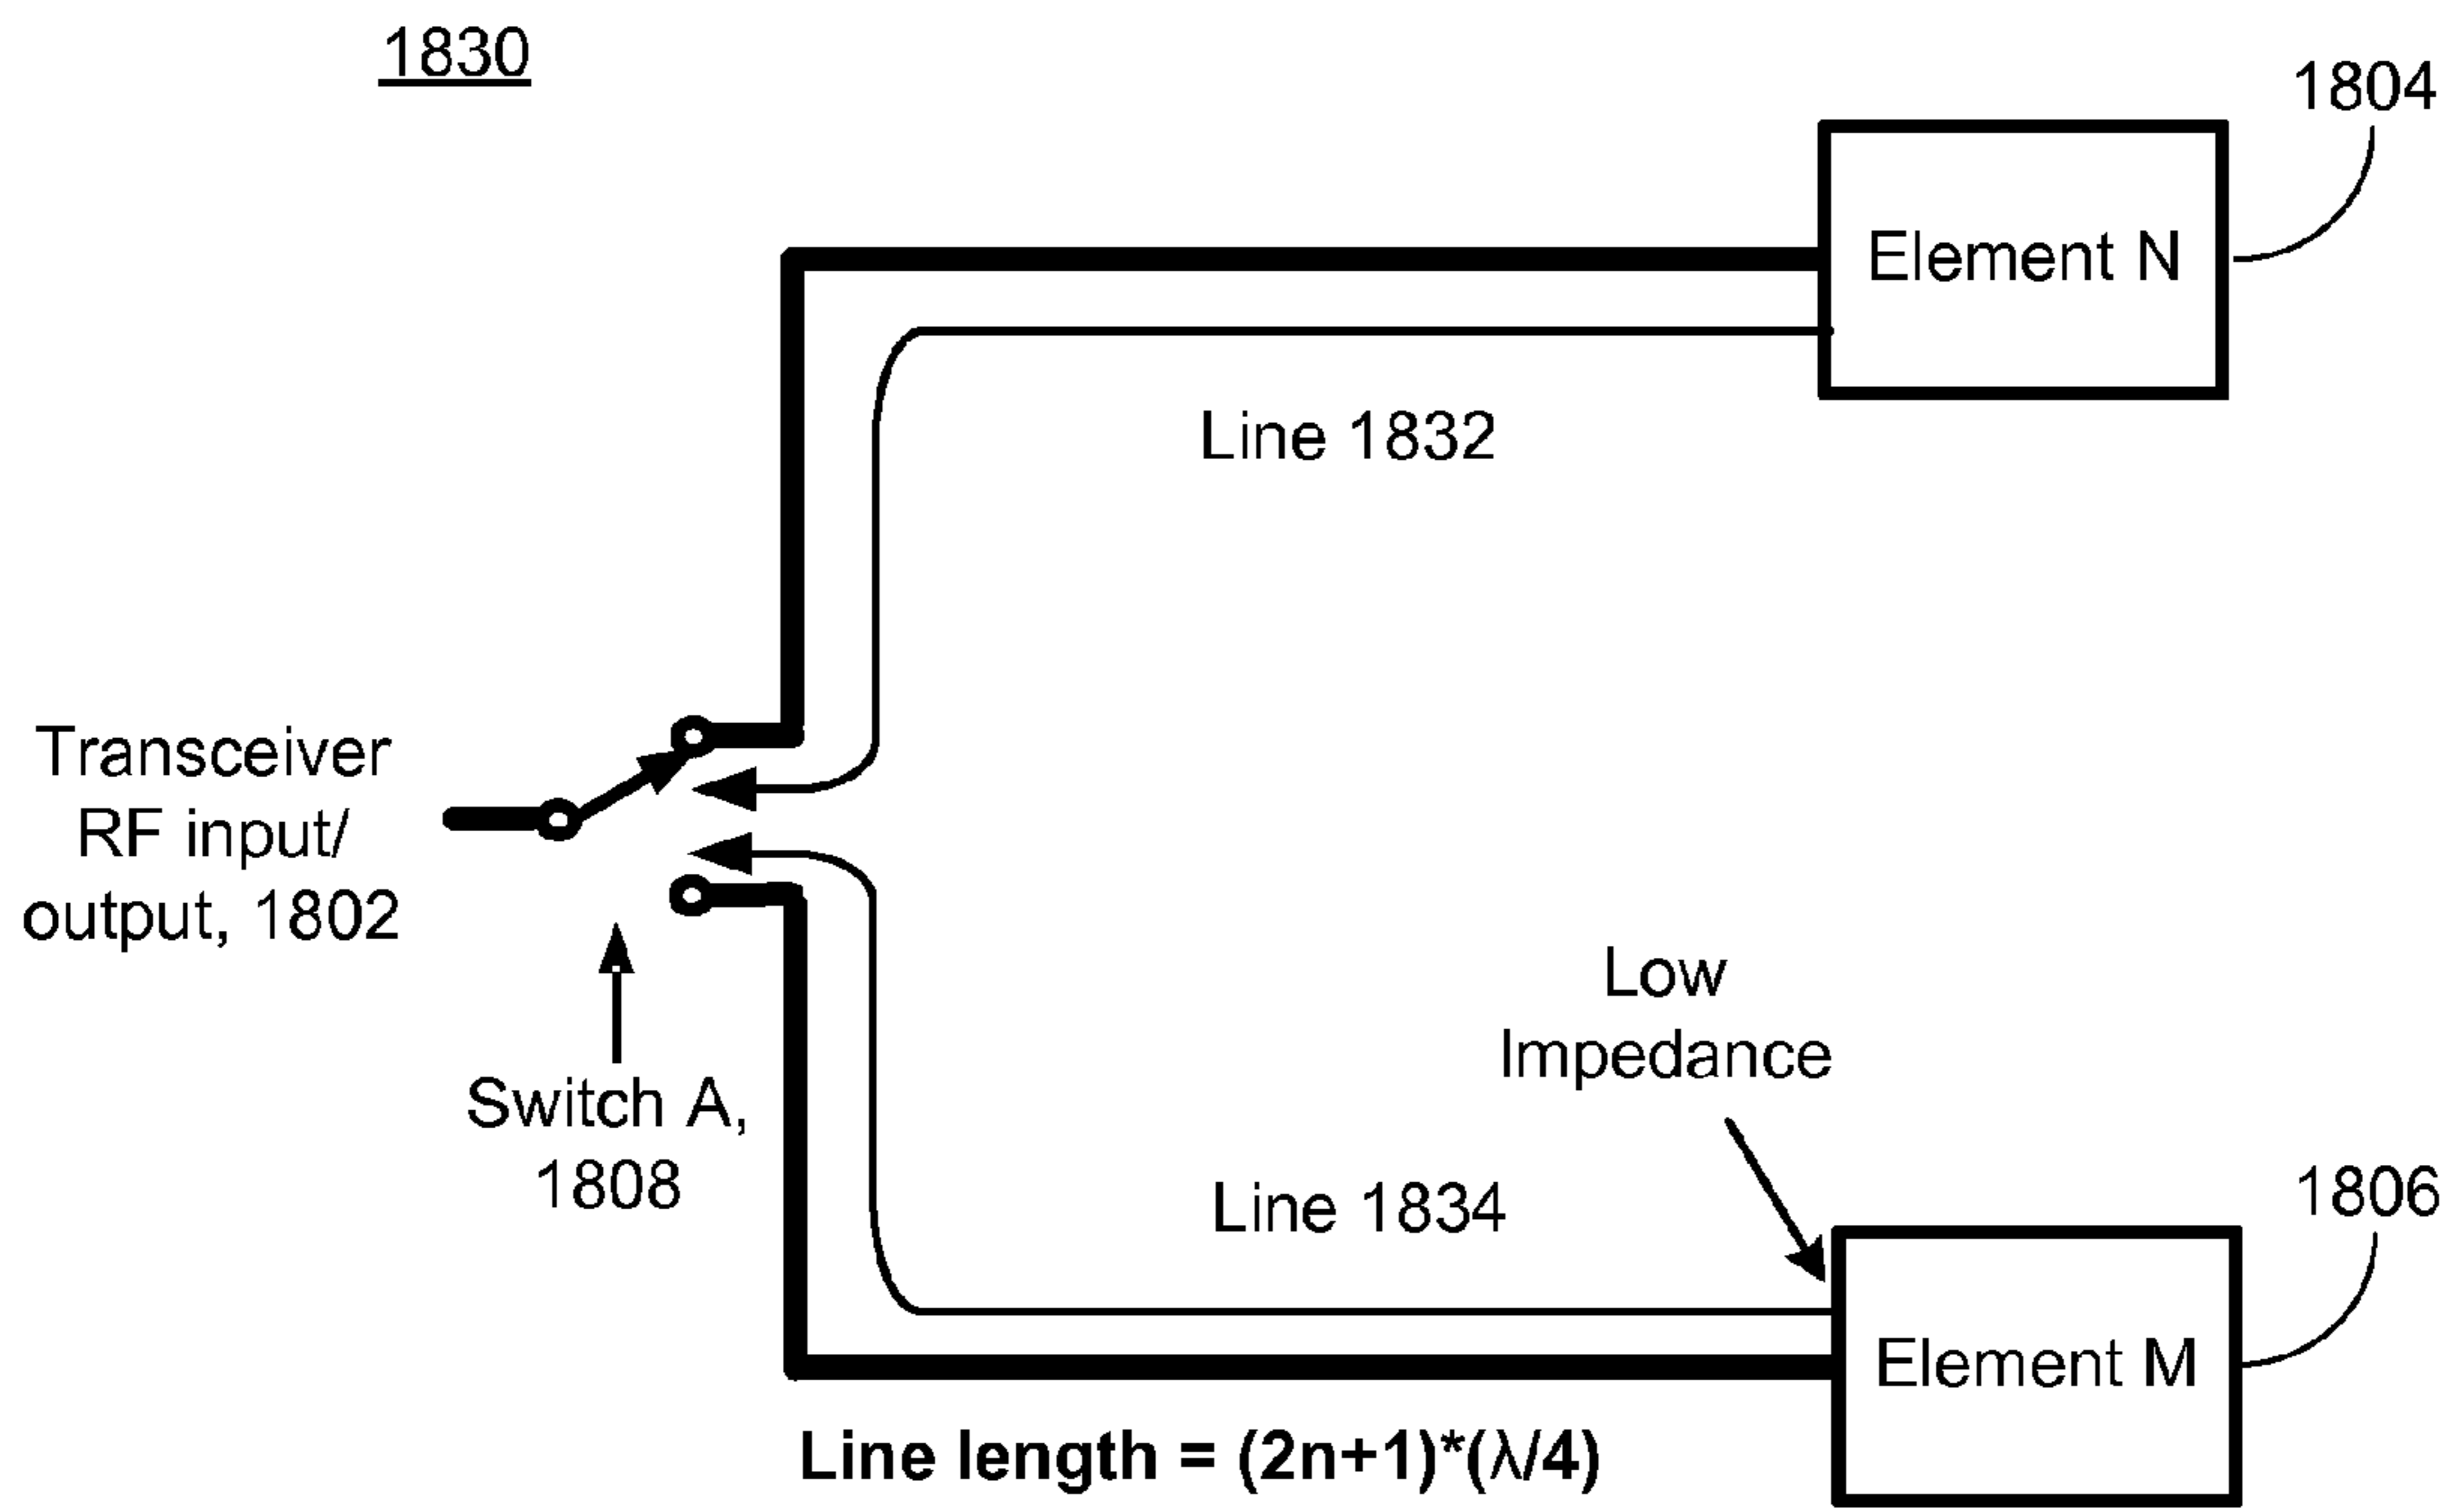 1830
1804
Element N
Line 1832
Transceiver
RF input/
output, 1802
Switch A,
1808
Low
Impedance
Line 1834
1806
Element M
Line length = (2n+1)*(λ/4)